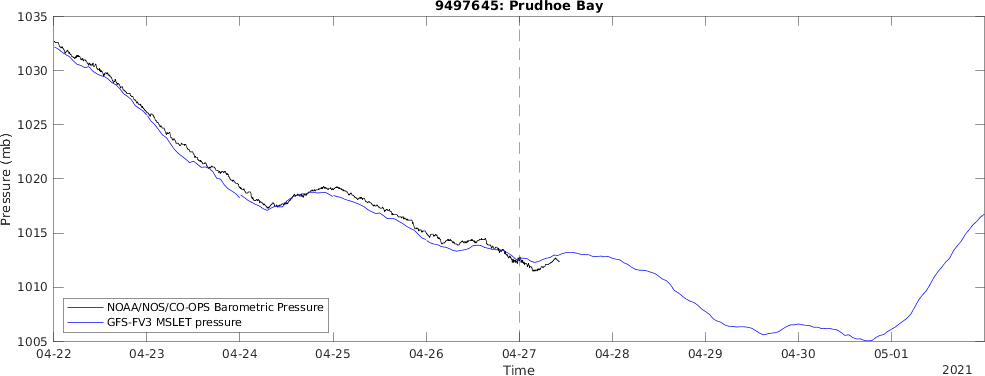 9497645: Prudhoe Bay
1035
1030
1025
1020
1015
1010
1005
Pressure (mb)
NOAA/NOS/CO-OPS Barometric Pressure
GFS-FV3 MSLET pressure
04-22 04-23 04-24 04-25 04-26 04-27 04-28 04-29 04-30 05-01
Time
2021